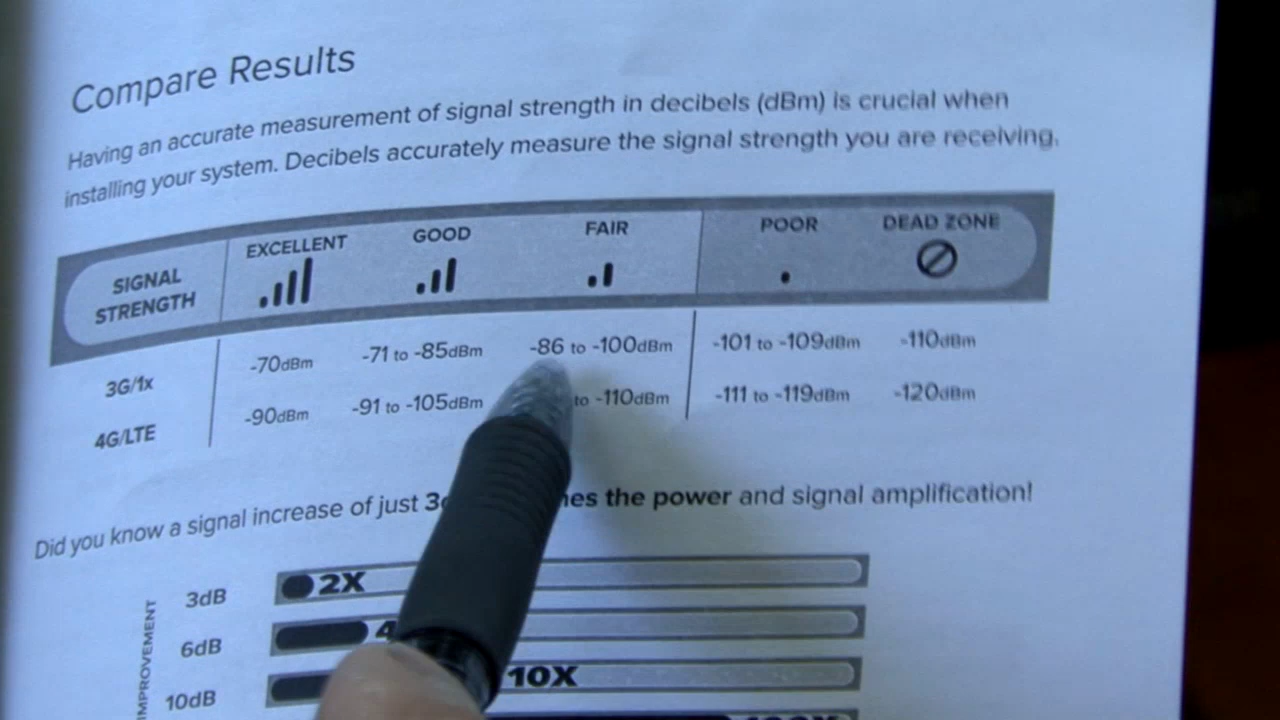 Compare Results
Having an accurate measurement of signal strength in decibels (dBm) is crucial when
installing your system. Decibels accurately measure the signal strength you are receiving.
SIGNAL STRENGTH
EXCELLENT GOOD FAIR POOR DEAD ZONE
3G/1x -70dBm -71 to -85dBm -86 to -100dBm -101 to -109dBm -110dBm
4G/LTE -90dBm -91 to -105dBm to -110dBm -111 to -119dBm -120dBm
Did you know a signal increase of just the power and signal amplification!
IMPROVEMENT
3dB 2X
6dB
10dB 10X